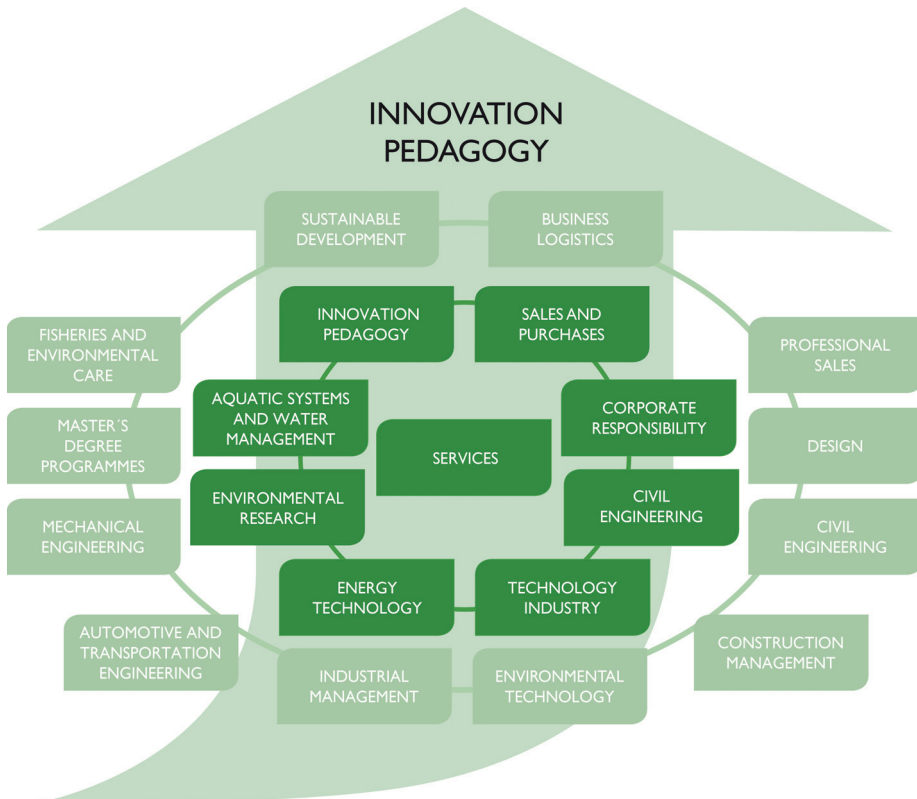 INNOVATION
PEDAGOGY
SUSTAINABLE
DEVELOPMENT
BUSINESS
LOGISTICS
INNOVATION
PEDAGOGY
SALES AND
PURCHASES
FISHERIES AND
ENVIRONMENTAL
CARE
PROFESSIONAL
SALES
AQUATIC SYSTEMS
AND WATER
MANAGEMENT
CORPORATE
RESPONSIBILITY
MASTER´S
DEGREE
PROGRAMMES
SERVICES
DESIGN
ENVIRONMENTAL
RESEARCH
CIVIL
ENGINEERING
MECHANICAL
ENGINEERING
CIVIL
ENGINEERING
ENERGY
TECHNOLOGY
TECHNOLOGY
INDUSTRY
AUTOMOTIVE AND
TRANSPORTATION
ENGINEERING
CONSTRUCTION
MANAGEMENT
INDUSTRIAL
MANAGEMENT
ENVIRONMENTAL
TECHNOLOGY